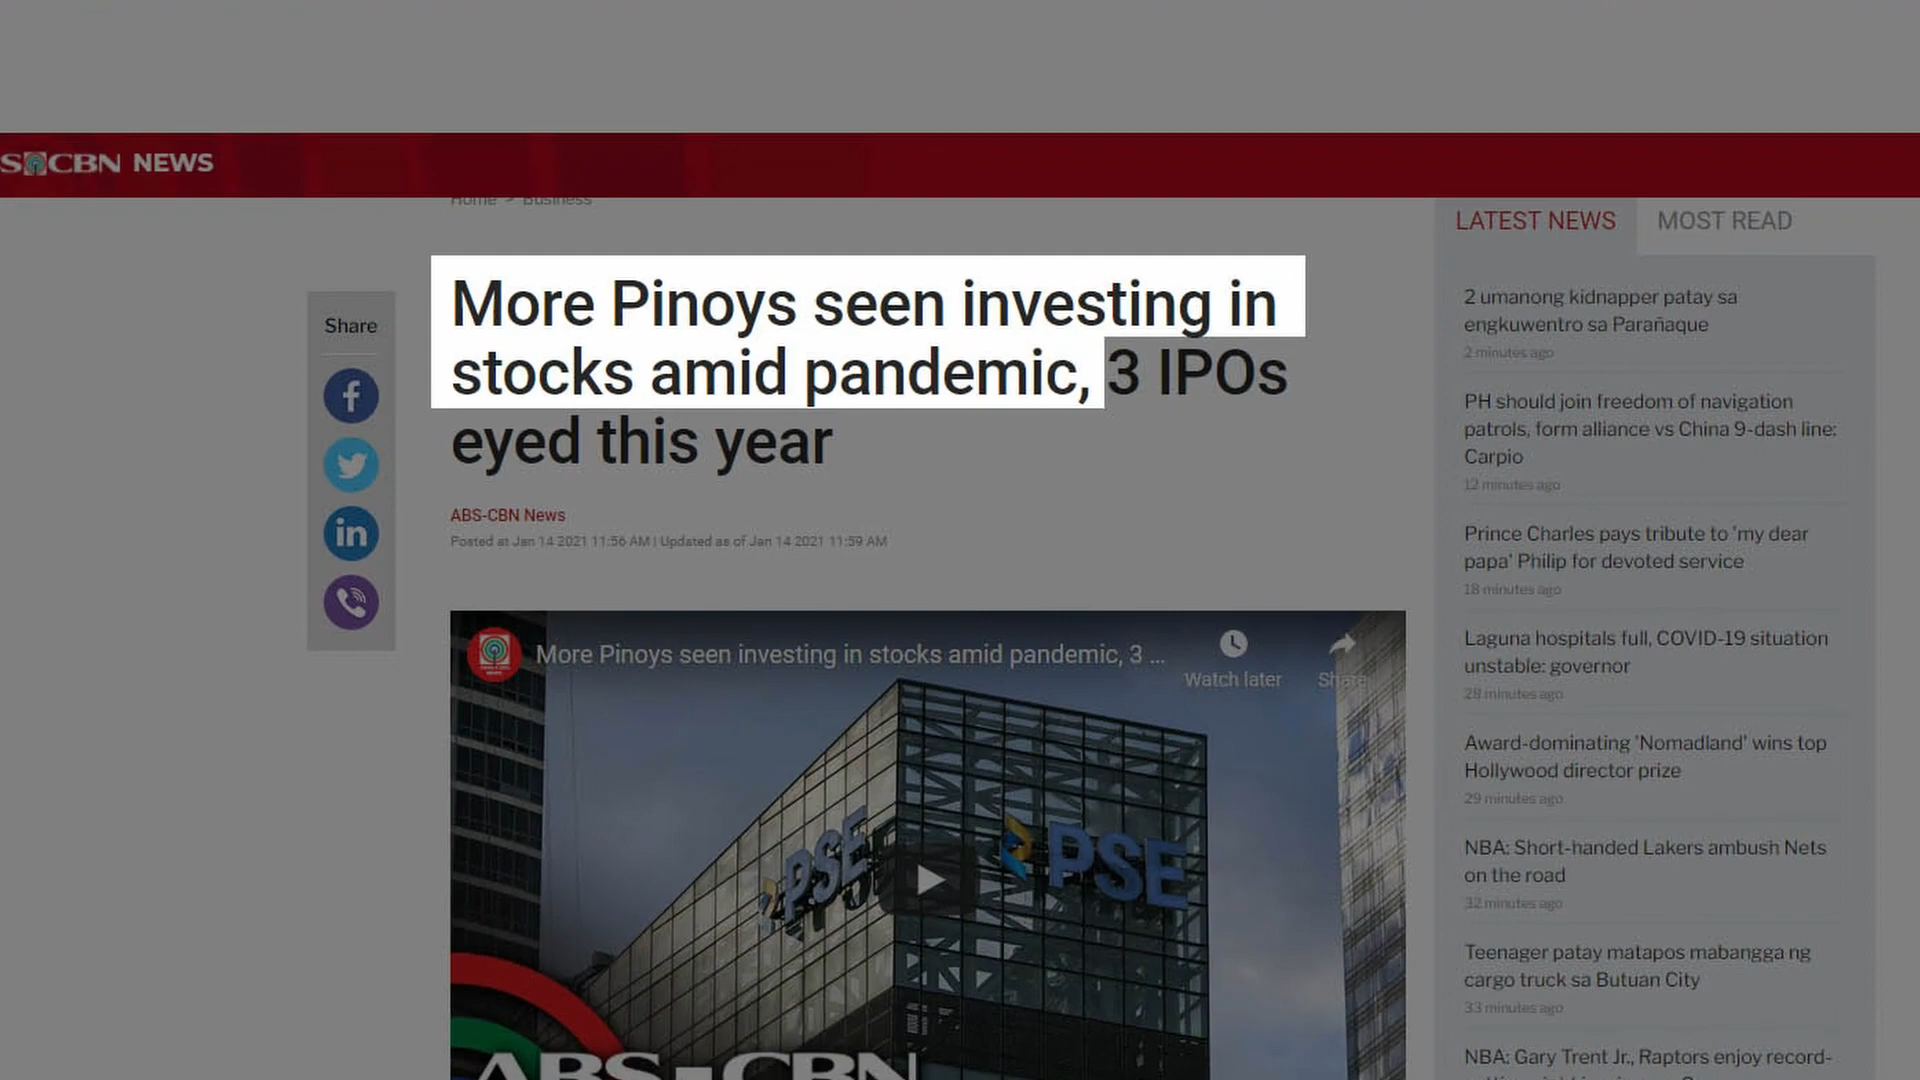 S CBN NEWS
Home > Business
LATEST NEWS
MOST READ
Share
More Pinoys seen investing in
stocks amid pandemic, 3 IPOs
eyed this year
ABS-CBN News
Posted at Jan 14 2021 11:56 AM | Updated as of Jan 14 2021 11:59 AM
More Pinoys seen investing in stocks amid pandemic, 3 ...
Watch later
Share
PSE
PSE
ABS-CBN
2 umanong kidnapper patay sa
engkuwentro sa Parañaque
2 minutes ago
PH should join freedom of navigation
patrols, form alliance vs China 9-dash line:
Carpio
12 minutes ago
Prince Charles pays tribute to 'my dear
papa' Philip for devoted service
18 minutes ago
Laguna hospitals full, COVID-19 situation
unstable: governor
28 minutes ago
Award-dominating 'Nomadland' wins top
Hollywood director prize
29 minutes ago
NBA: Short-handed Lakers ambush Nets
on the road
32 minutes ago
Teenager patay matapos mabangga ng
cargo truck sa Butuan City
33 minutes ago
NBA: Gary Trent Jr., Raptors enjoy record-